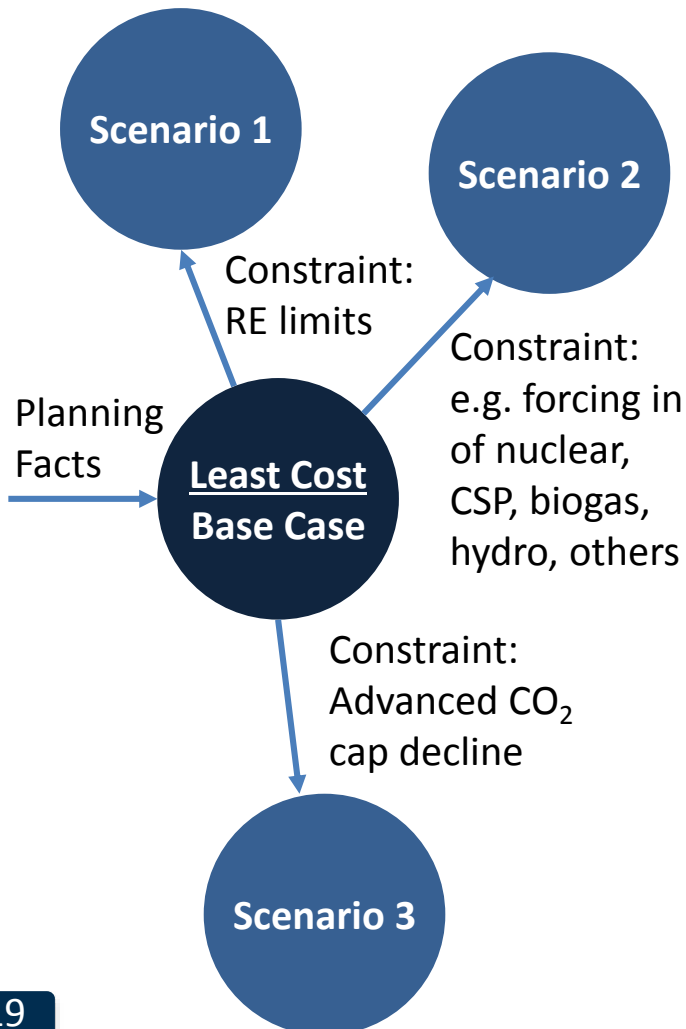 Scenario 1
Scenario 2
Constraint:
RE limits
Constraint:
e.g. forcing in
of nuclear,
CSP, biogas,
hydro, others
Planning
Facts
Least Cost
Base Case
Constraint:
Advanced CO₂
cap decline
Scenario 3